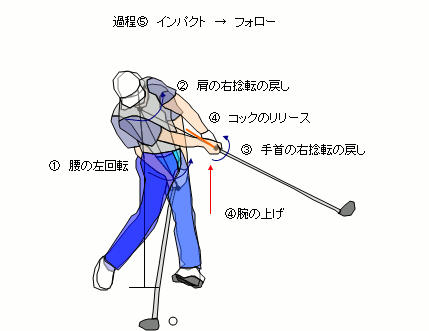 過程⑤ インパクト → フォロー
② 肩の右捻転の戻し
④ コックのリリース
③ 手首の右捻転の戻し
① 腰の左回転
④腕の上げ